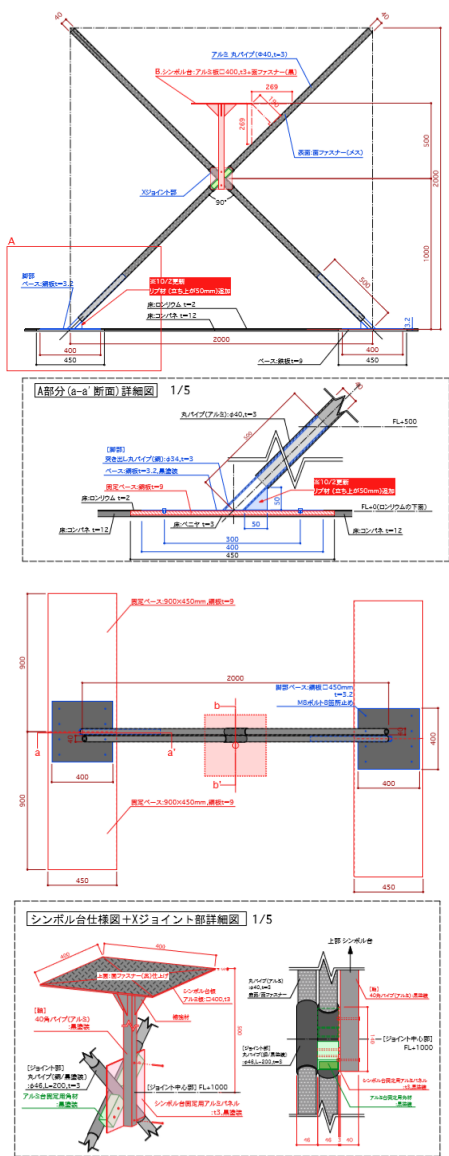 40
40
アルミ 丸パイプ(Φ40,t=3)
B.シンボル台:アルミ板□400,t3+面ファスナー(黒)
269
190
269
表面:面ファスナー(メス)
500
2000
Xジョイント部
90°
A
脚部
ベース:鋼板t=3.2
※10/2更新
リブ材(立ち上が50mm)追加
床:ロンリウム t=2
床:コンパネ t=12
500
1000
3.2
2000
400
450
ベース:鋼板t=9
400
450
A部分(a-a'断面)詳細図 1/5
丸パイプ(アルミ):φ40,t=3
40
500
FL+500
[脚部]
突き出し丸パイプ(鋼):φ34,t=3
ベース:鋼板t=3.2,黒塗装
固定ベース:鋼板t=9
※10/2更新
リブ材(立ち上が50mm)追加
50
床:ロンリウム t=2
FL+0(ロンリウムの下面)
床:コンパネ t=12
床:ベニヤ t=3
50
床:コンパネ t=12
300
400
450
固定ベース:900×450mm,鋼板t=9
900
2000
脚部ベース:鋼板□450mm
t=3.2
M8ボルト8箇所止め
b
a
a'
b'
400
400
400
900
固定ベース:900×450mm,鋼板t=9
450
450
シンボル台仕様図+Xジョイント部詳細図 1/5
400
400
上面:面ファスナー(黒)仕上げ
シンボル台板
アルミ板:□400,t3
[軸]
40角パイプ(アルミ)
:黒塗装
補強材
500
[ジョイント部]
丸パイプ(鋼/黒塗装)
:φ46,L=200,t=3
アルミ台固定用角材
:黒塗装
[ジョイント中心部] FL+1000
シンボル台固定用アルミパネル
:t3,黒塗装
上部 シンボル台
丸パイプ(アルミ)
φ40,t=3
表面:面ファスナー
[軸]
40角パイプ(アルミ):黒塗装
[ジョイント部]
丸パイプ(鋼/黒塗装)
:φ46,L=200,t=3
[ジョイント中心部]
FL+1000
シンボル台固定用アルミパネル
:t3,黒塗装
アルミ台固定用角材
:黒塗装
46
46
40